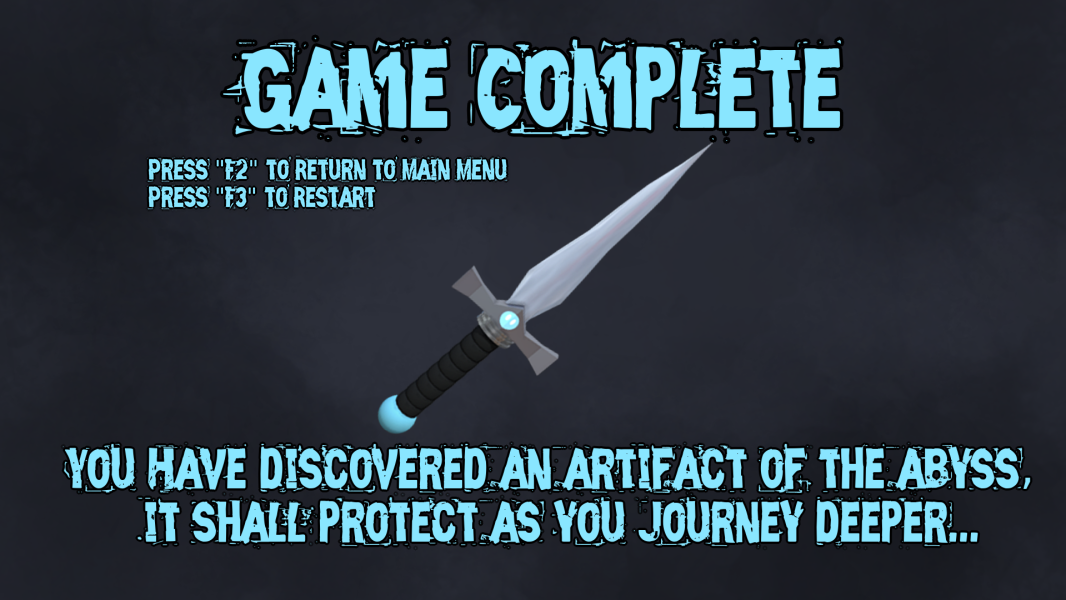 GAME COMPLETE
PRESS "F2" TO RETURN TO MAIN MENU
PRESS "F3" TO RESTART
YOU HAVE DISCOVERED AN ARTIFACT OF THE ABYSS,
IT SHALL PROTECT AS YOU JOURNEY DEEPER...